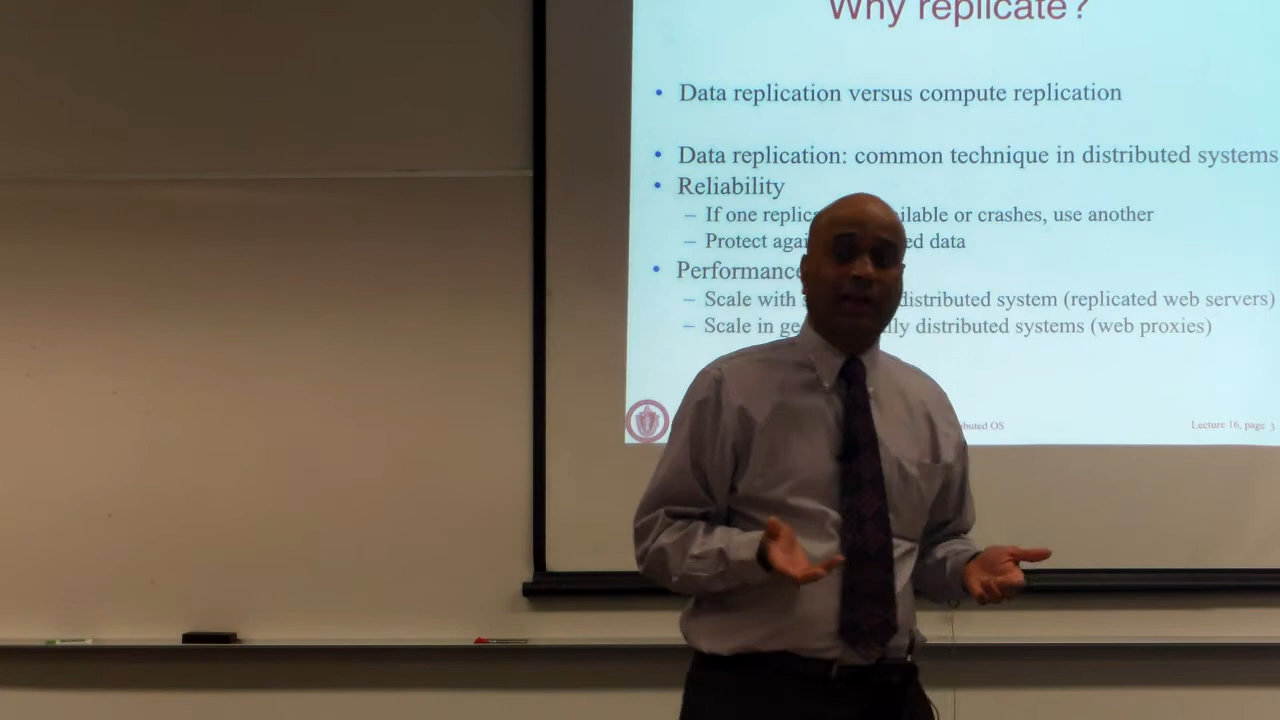 Why replicate?
• Data replication versus compute replication
• Data replication: common technique in distributed systems
• Reliability
– If one replic ilable or crashes, use another
– Protect agai ed data
• Performance
– Scale with distributed system (replicated web servers)
– Scale in ge lly distributed systems (web proxies)
buted OS
Lecture 16, page 3